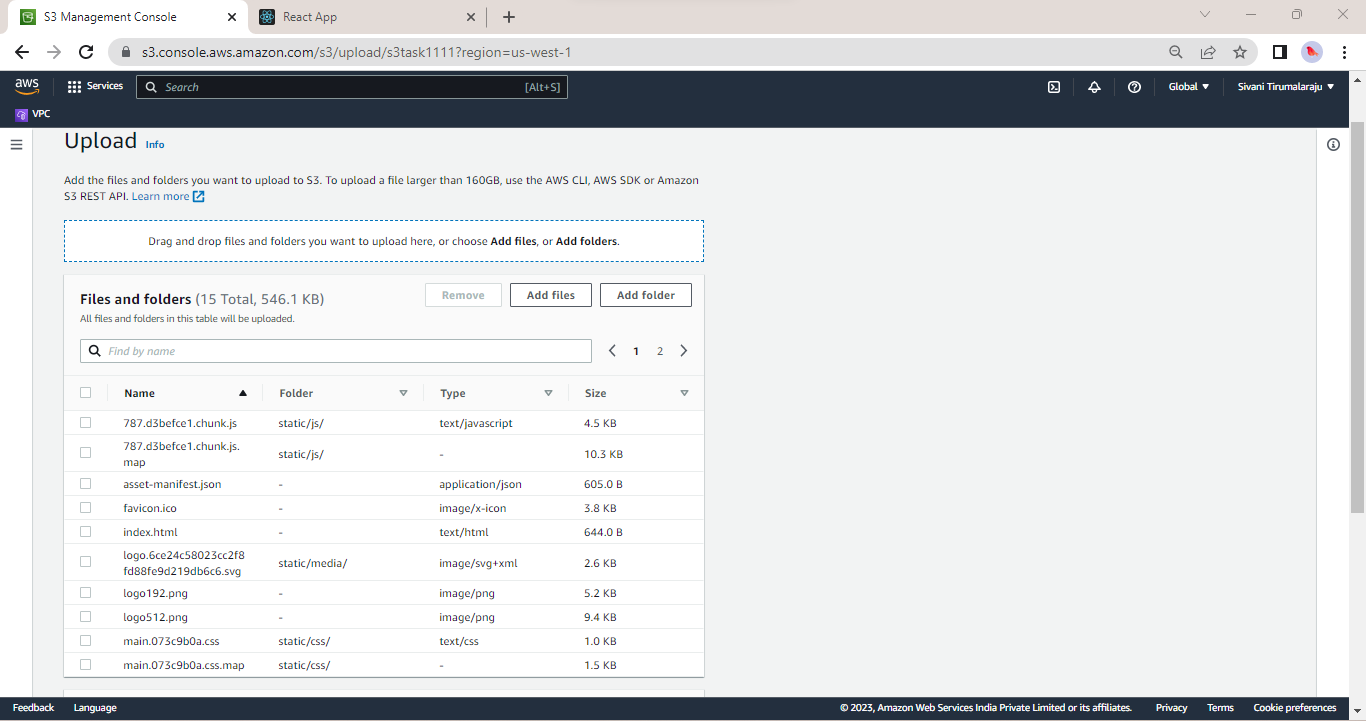 S3 Management Console
React App
s3.console.aws.amazon.com/s3/upload/s3task1111?region=us-west-1
aws Services Search [Alt+S] Global Sivani Tirumalaraju
VPC
Upload Info
Add the files and folders you want to upload to S3. To upload a file larger than 160GB, use the AWS CLI, AWS SDK or Amazon
S3 REST API. Learn more
Drag and drop files and folders you want to upload here, or choose Add files, or Add folders.
Files and folders (15 Total, 546.1 KB) Remove Add files Add folder
All files and folders in this table will be uploaded.
Find by name 1 2
Name Folder Type Size
787.d3befce1.chunk.js static/js/ text/javascript 4.5 KB
787.d3befce1.chunk.js.
map static/js/ - 10.3 KB
asset-manifest.json - application/json 605.0 B
favicon.ico - image/x-icon 3.8 KB
index.html - text/html 644.0 B
logo.6ce24c58023cc2f8
fd88fe9d219db6c6.svg static/media/ image/svg+xml 2.6 KB
logo192.png - image/png 5.2 KB
logo512.png - image/png 9.4 KB
main.073c9b0a.css static/css/ text/css 1.0 KB
main.073c9b0a.css.map static/css/ - 1.5 KB
Feedback Language © 2023, Amazon Web Services India Private Limited or its affiliates. Privacy Terms Cookie preferences